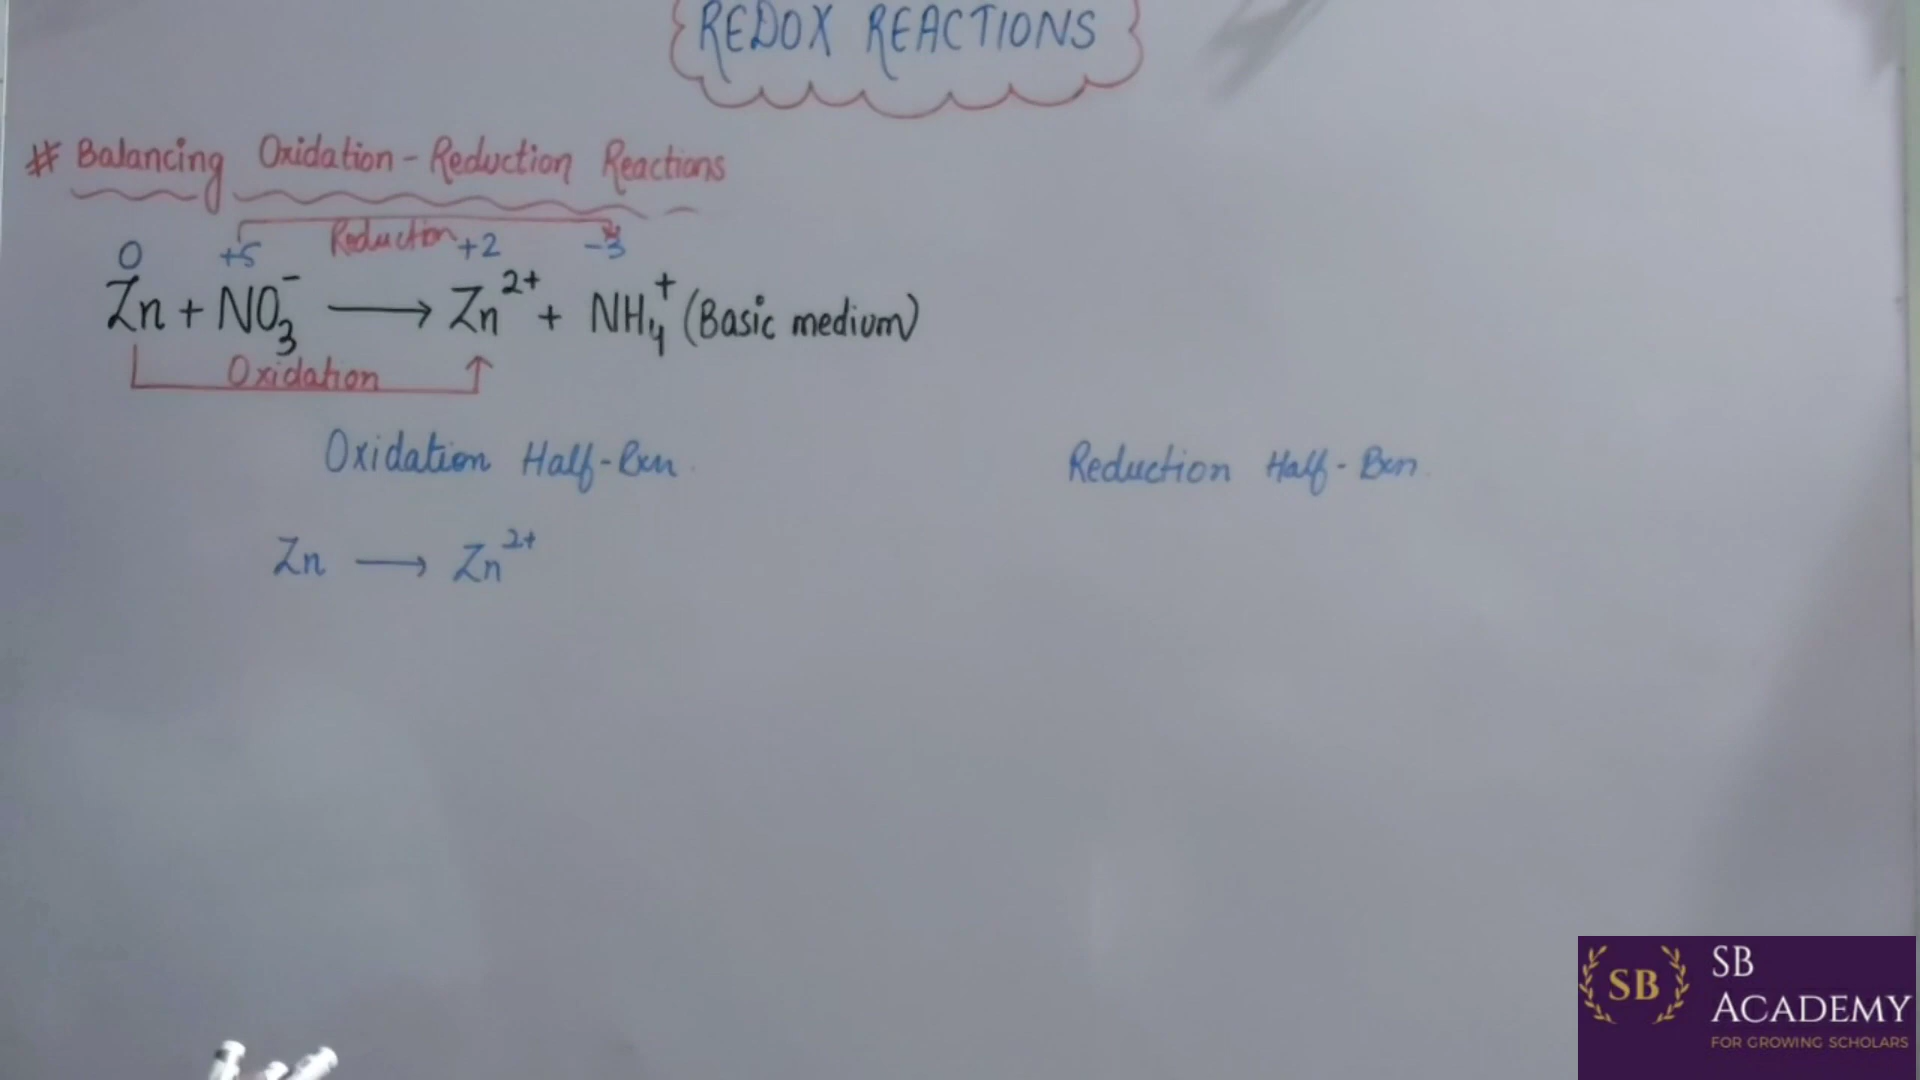 REDOX REACTIONS
# Balancing Oxidation-Reduction Reactions
Reduction
0 +5 +2 -3
Zn + NO₃⁻ ⟶ Zn²⁺ + NH₄⁺ (Basic medium)
Oxidation
Oxidation Half-Rxn. Reduction Half-Rxn.
Zn ⟶ Zn²⁺
SB
SB
ACADEMY
FOR GROWING SCHOLARS